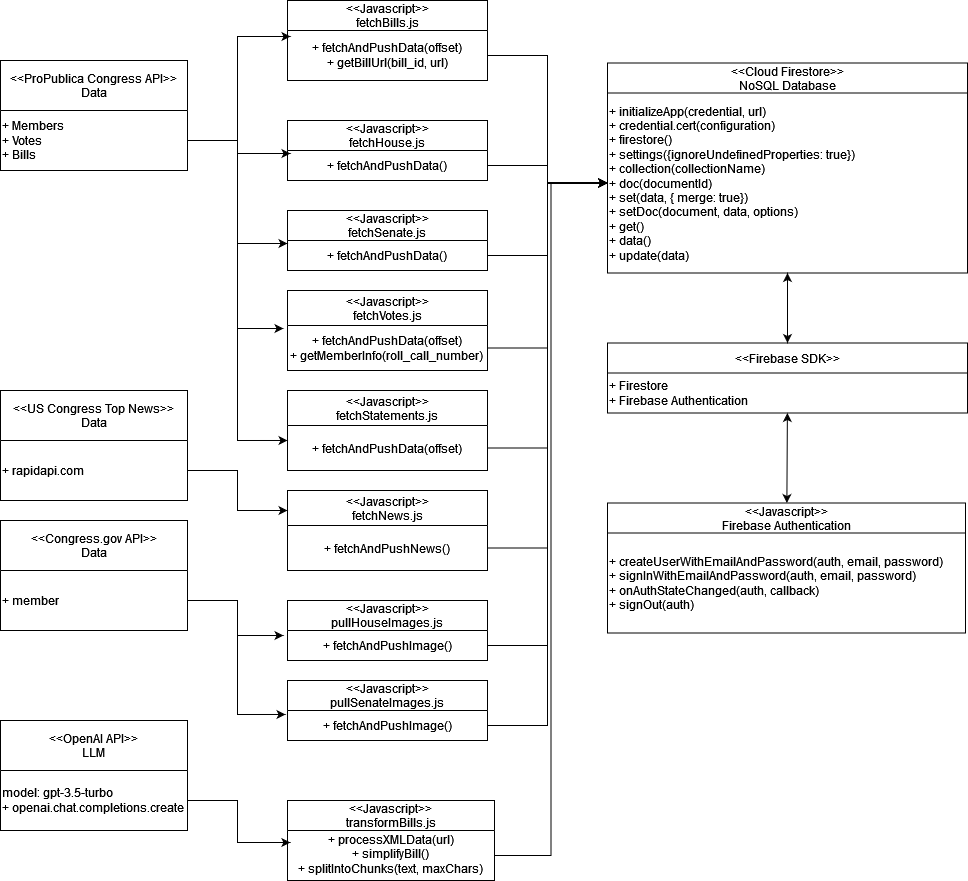 <<Javascript>>
fetchBills.js
+ fetchAndPushData(offset)
+ getBillUrl(bill_id, url)
<<ProPublica Congress API>>
Data
+ Members
+ Votes
+ Bills
<<Javascript>>
fetchHouse.js
+ fetchAndPushData()
<<Javascript>>
fetchSenate.js
+ fetchAndPushData()
<<Javascript>>
fetchVotes.js
+ fetchAndPushData(offset)
+ getMemberInfo(roll_call_number)
<<US Congress Top News>>
Data
+ rapidapi.com
<<Javascript>>
fetchStatements.js
+ fetchAndPushData(offset)
<<Javascript>>
fetchNews.js
+ fetchAndPushNews()
<<Congress.gov API>>
Data
+ member
<<Javascript>>
pullHouseImages.js
+ fetchAndPushImage()
<<Javascript>>
pullSenateImages.js
+ fetchAndPushImage()
<<OpenAI API>>
LLM
model: gpt-3.5-turbo
+ openai.chat.completions.create
<<Javascript>>
transformBills.js
+ processXMLData(url)
+ simplifyBill()
+ splitIntoChunks(text, maxChars)
<<Cloud Firestore>>
NoSQL Database
+ initializeApp(credential, url)
+ credential.cert(configuration)
+ firestore()
+ settings({ignoreUndefinedProperties: true})
+ collection(collectionName)
+ doc(documentId)
+ set(data, { merge: true})
+ setDoc(document, data, options)
+ get()
+ data()
+ update(data)
<<Firebase SDK>>
+ Firestore
+ Firebase Authentication
<<Javascript>>
Firebase Authentication
+ createUserWithEmailAndPassword(auth, email, password)
+ signInWithEmailAndPassword(auth, email, password)
+ onAuthStateChanged(auth, callback)
+ signOut(auth)